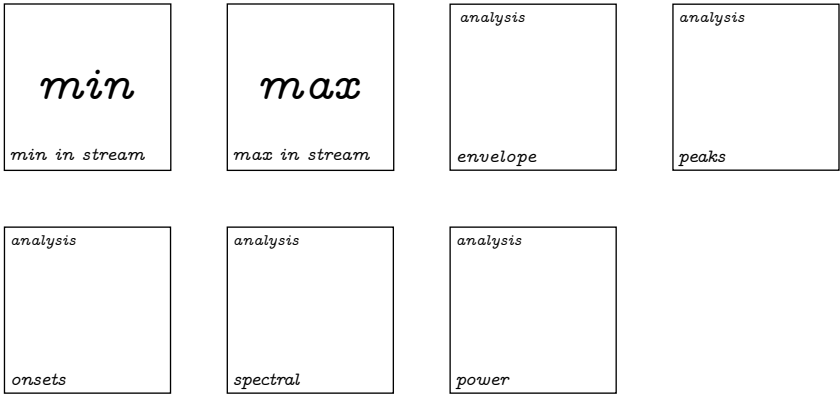 min
min in stream
max
max in stream
analysis
envelope
analysis
peaks
analysis
onsets
analysis
spectral
analysis
power